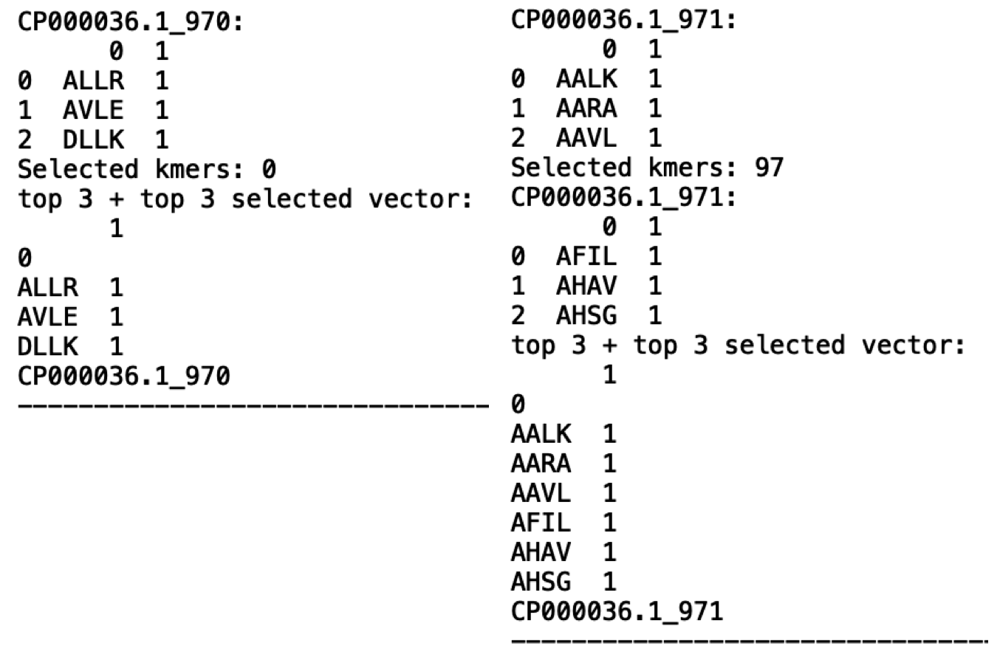 CP000036.1_970:
0 1
0 ALLR 1
1 AVLE 1
2 DLLK 1
Selected kmers: 0
top 3 + top 3 selected vector:
1
0
ALLR 1
AVLE 1
DLLK 1
CP000036.1_970
--------------------------------
CP000036.1_971:
0 1
0 AALK 1
1 AARA 1
2 AAVL 1
Selected kmers: 97
CP000036.1_971:
0 1
0 AFIL 1
1 AHAV 1
2 AHSG 1
top 3 + top 3 selected vector:
1
0
AALK 1
AARA 1
AAVL 1
AFIL 1
AHAV 1
AHSG 1
CP000036.1_971
--------------------------------